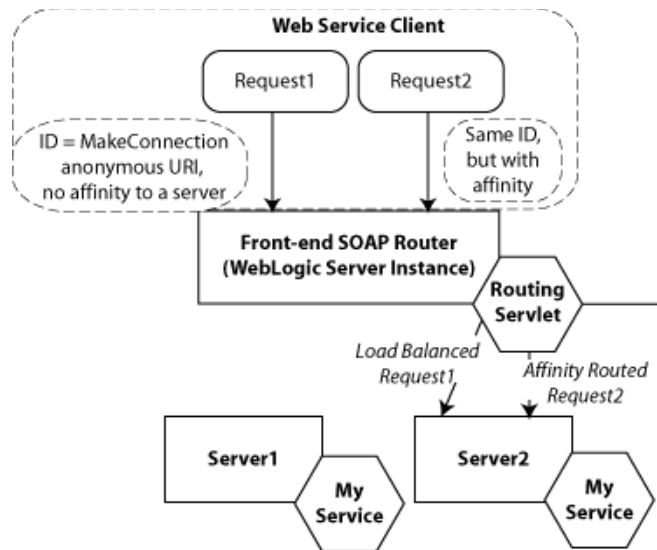 Web Service Client
Request1
Request2
ID = MakeConnection
anonymous URI,
no affinity to a server
Same ID,
but with
affinity
Front-end SOAP Router
(WebLogic Server Instance)
Routing
Servlet
Load Balanced
Request1
Affinity Routed
Request2
Server1
My
Service
Server2
My
Service